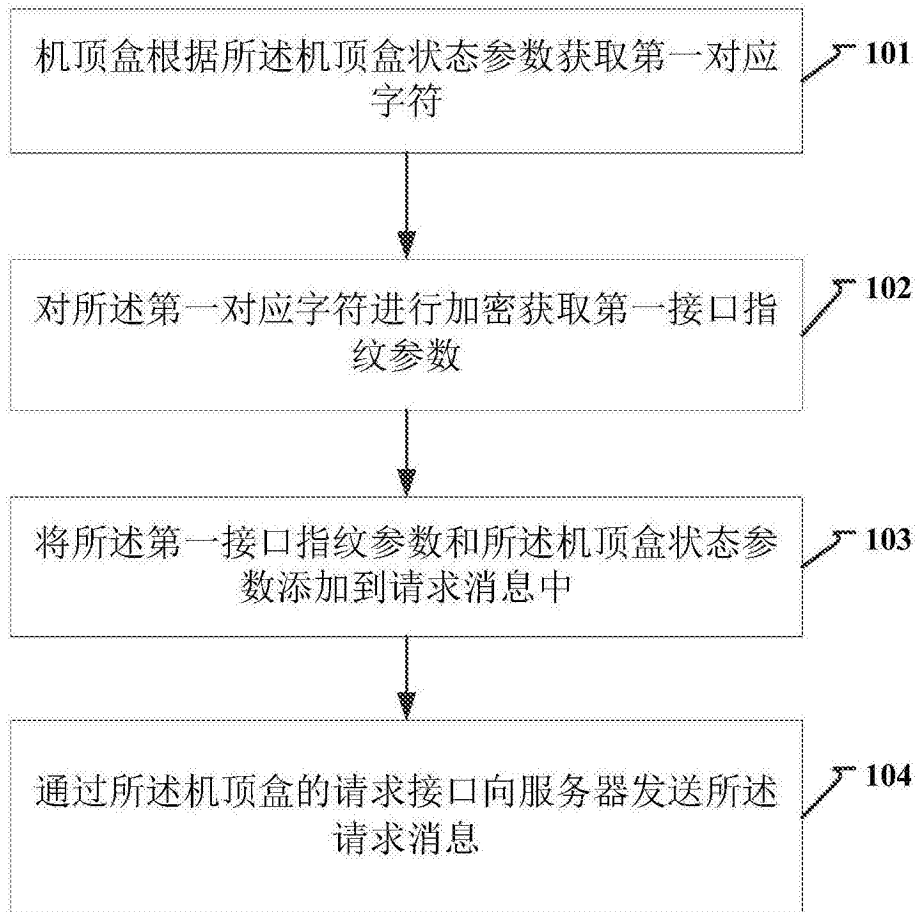 机顶盒根据所述机顶盒状态参数获取第一对应
字符
101
对所述第一对应字符进行加密获取第一接口指
纹参数
102
将所述第一接口指纹参数和所述机顶盒状态参
数添加到请求消息中
103
通过所述机顶盒的请求接口向服务器发送所述
请求消息
104